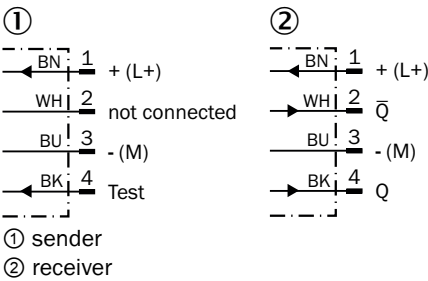 ① ②
BN 1 + (L+) BN 1 + (L+)
WH 2 not connected WH 2 Q̅
BU 3 - (M) BU 3 - (M)
BK 4 Test BK 4 Q
① sender
② receiver